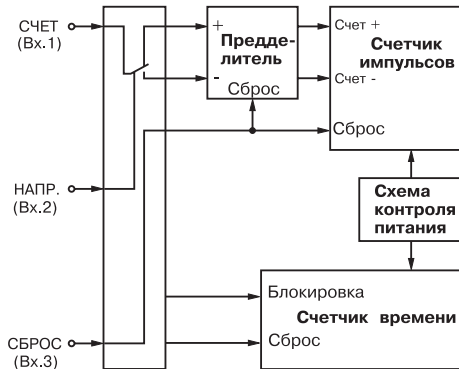 СЧЕТ
(Вх.1)
НАПР.
(Вх.2)
СБРОС
(Вх.3)
+
-
Предде-
литель
Сброс
Счет +
Счет -
Счетчик
импульсов
Сброс
Схема
контроля
питания
Блокировка
Счетчик времени
Сброс